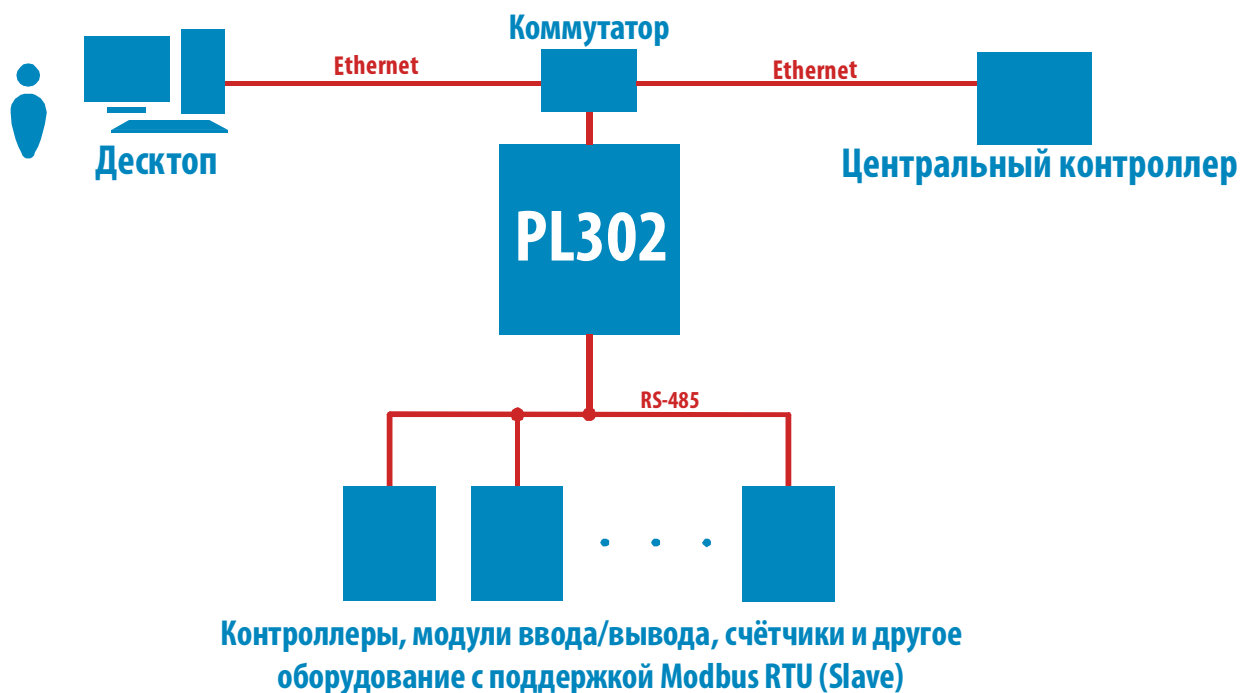 Коммутатор
Ethernet
Ethernet
Десктоп
Центральный контроллер
PL302
RS-485
Контроллеры, модули ввода/вывода, счётчики и другое
оборудование с поддержкой Modbus RTU (Slave)